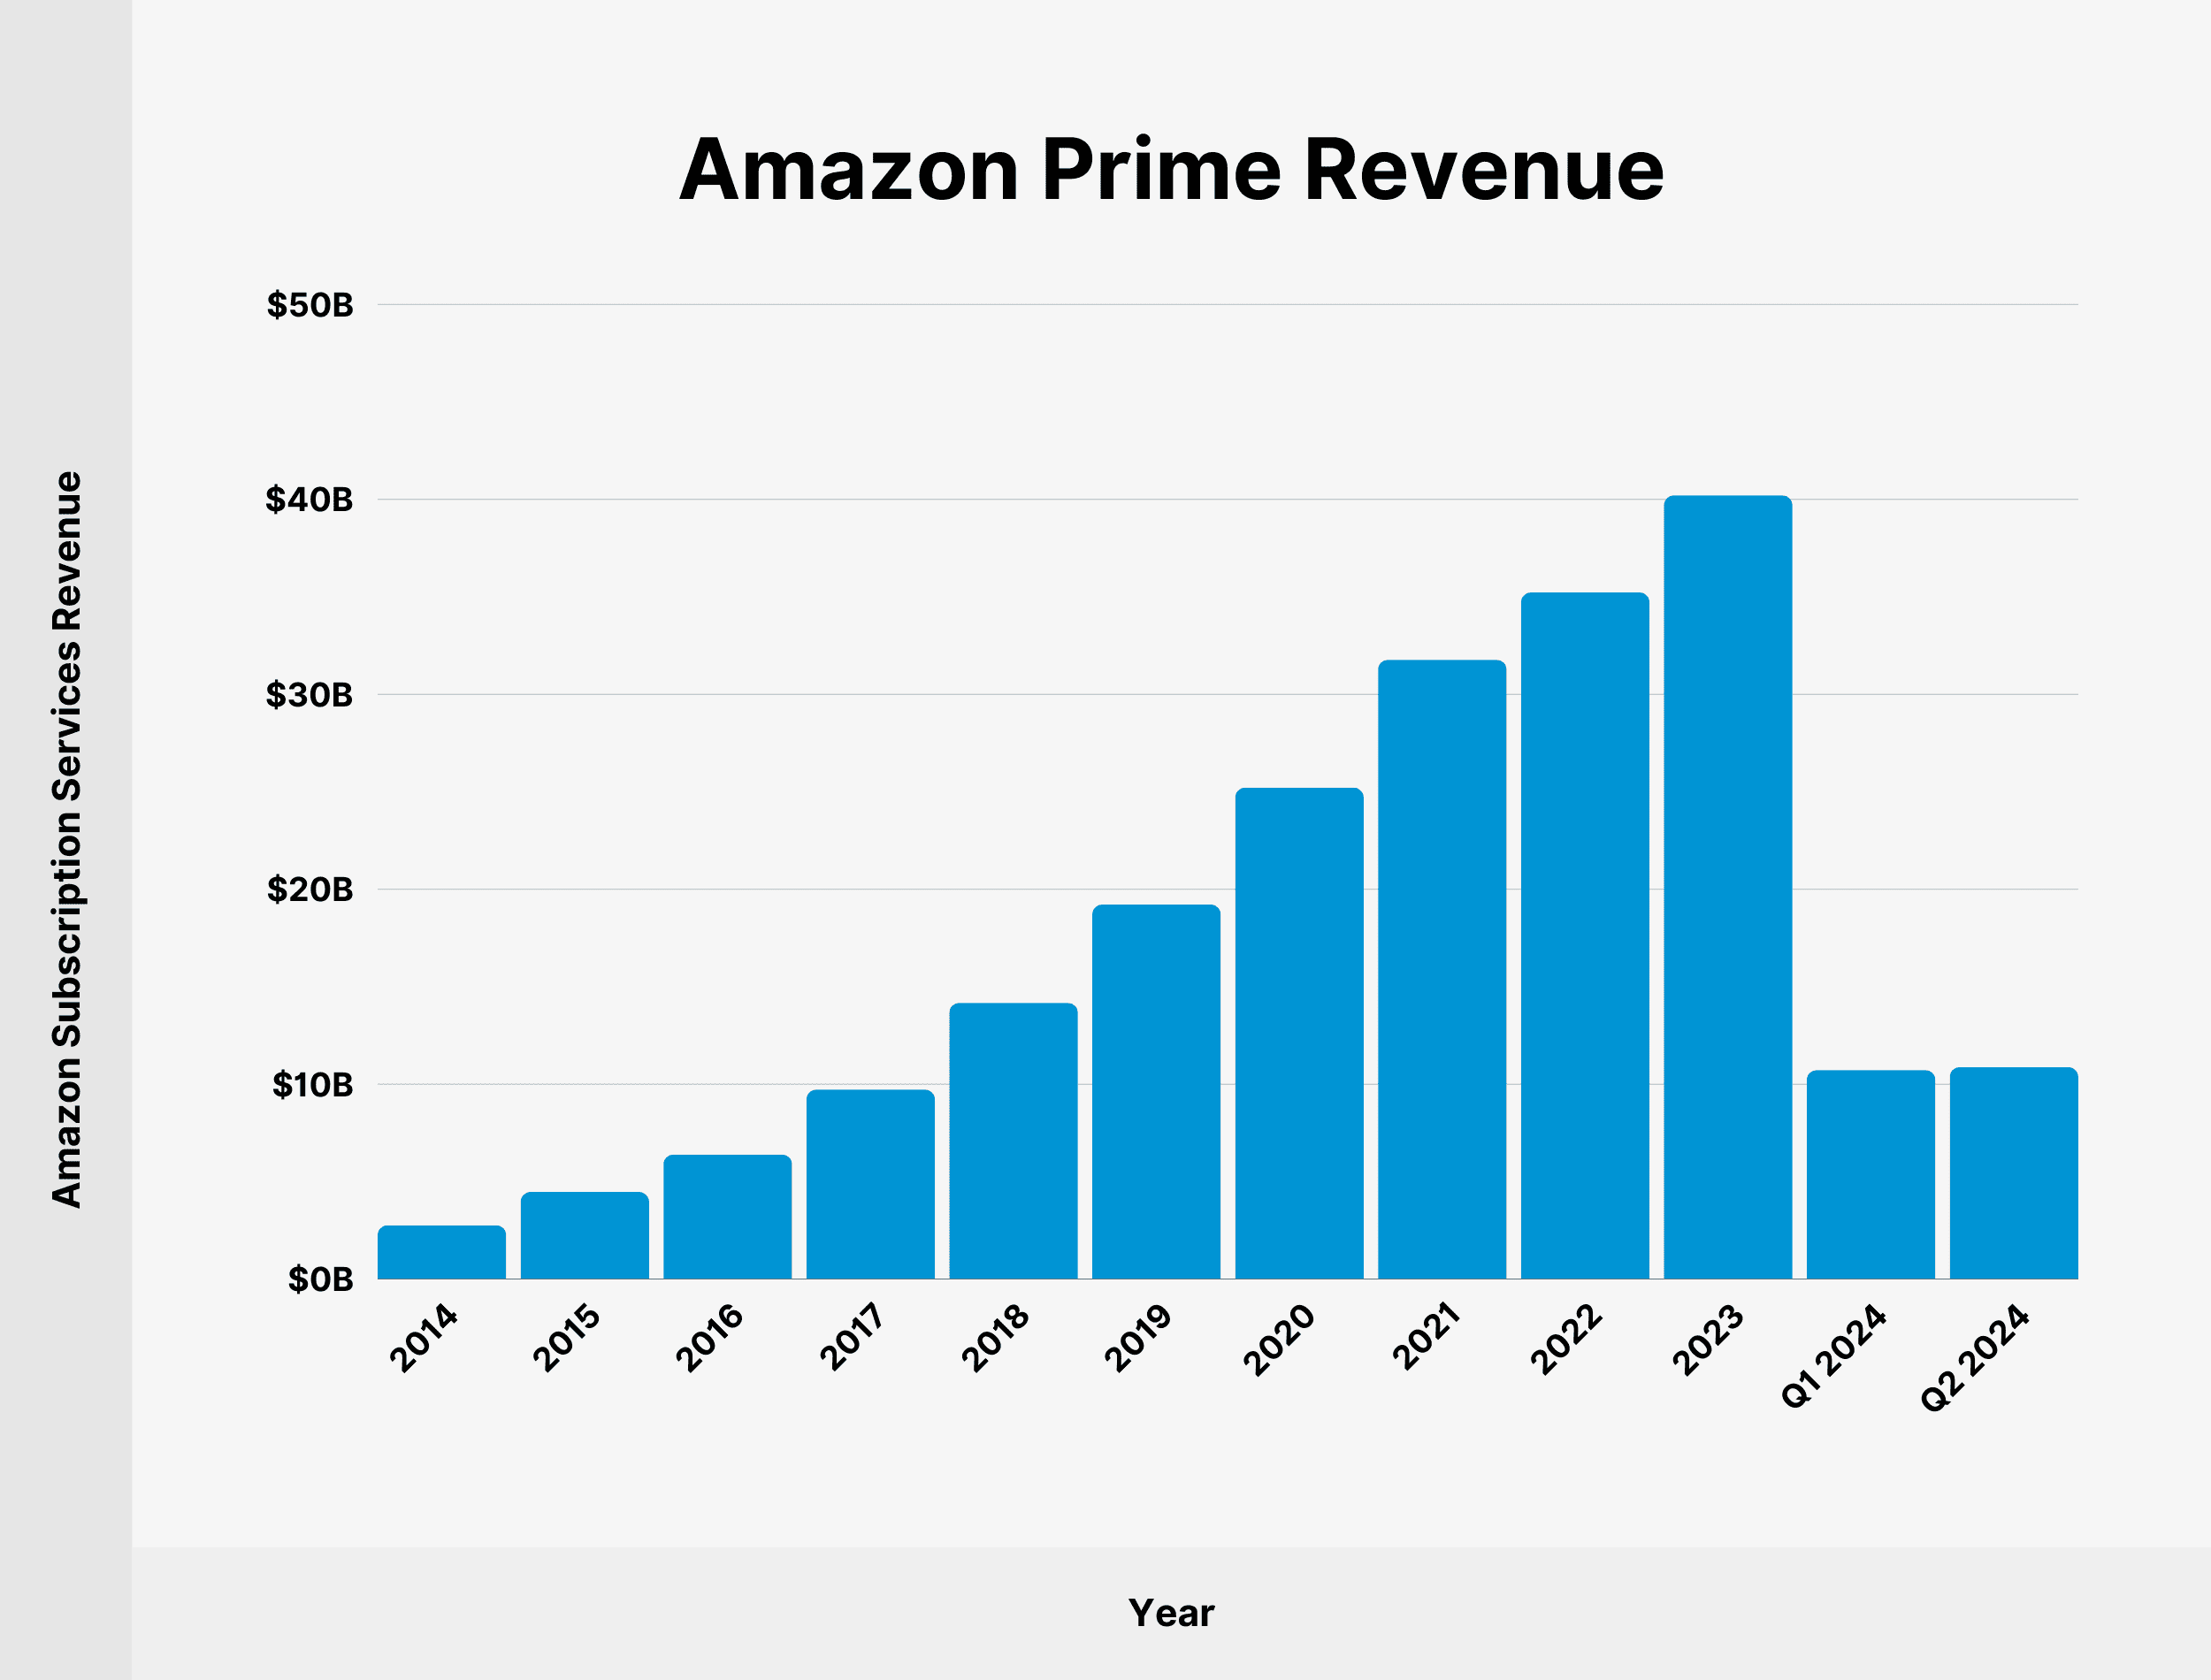 Amazon Prime Revenue
Amazon Subscription Services Revenue
$50B
$40B
$30B
$20B
$10B
$0B
2014
2015
2016
2017
2018
2019
2020
2021
2022
2023
Q1 2024
Q2 2024
Year